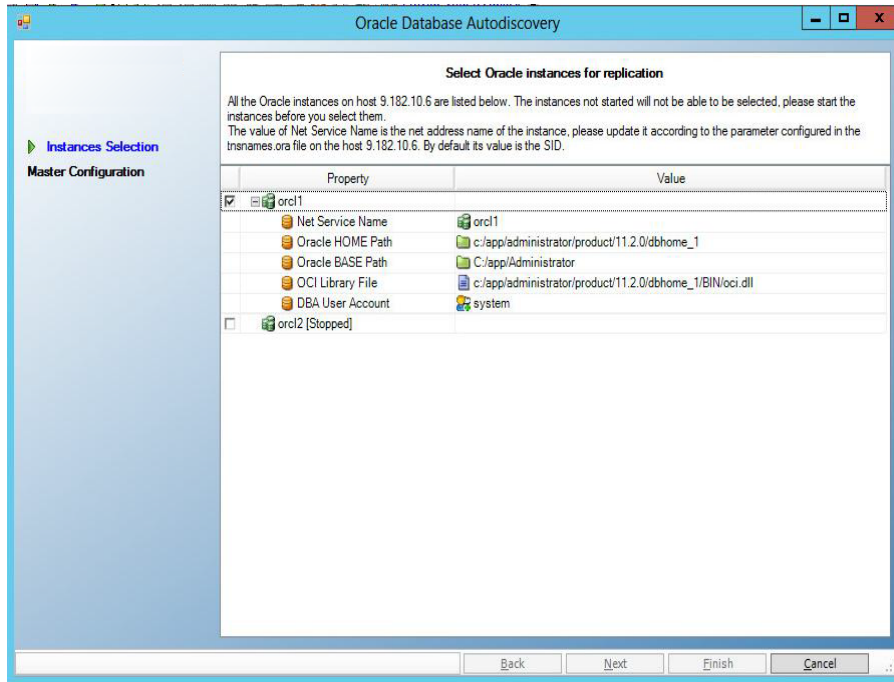 Oracle Database Autodiscovery
Select Oracle instances for replication
All the Oracle instances on host 9.182.10.6 are listed below. The instances not started will not be able to be selected, please start the
instances before you select them.
The value of Net Service Name is the net address name of the instance, please update it according to the parameter configured in the
tnsnames.ora file on the host 9.182.10.6. By default its value is the SID.
Instances Selection
Master Configuration
Property Value
orcl1
Net Service Name orcl1
Oracle HOME Path c:/app/administrator/product/11.2.0/dbhome_1
Oracle BASE Path C:/app/Administrator
OCI Library File c:/app/administrator/product/11.2.0/dbhome_1/BIN/oci.dll
DBA User Account system
orcl2 [Stopped]
Back Next Finish Cancel